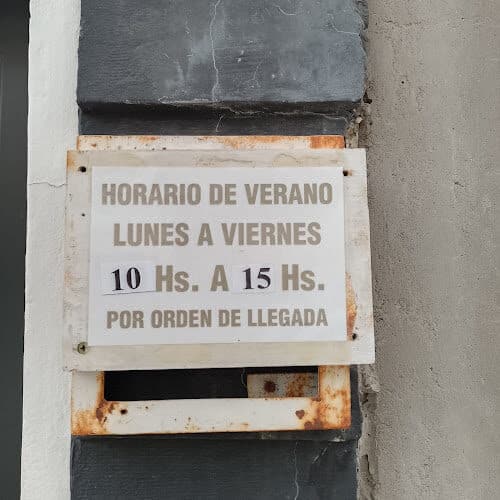 HORARIO DE VERANO
LUNES A VIERNES
10 Hs. A 15 Hs.
POR ORDEN DE LLEGADA